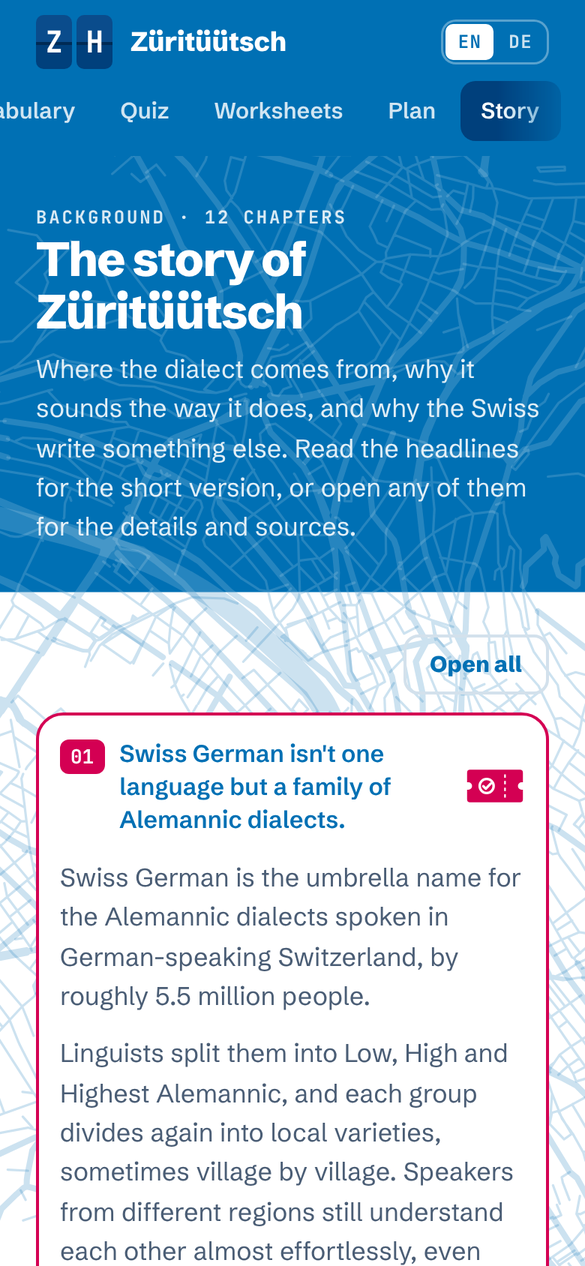 Z H Züritüütsch EN DE
abulary Quiz Worksheets Plan Story
BACKGROUND · 12 CHAPTERS
The story of
Züritüütsch
Where the dialect comes from, why it
sounds the way it does, and why the Swiss
write something else. Read the headlines
for the short version, or open any of them
for the details and sources.
Open all
01 Swiss German isn't one
language but a family of
Alemannic dialects.
Swiss German is the umbrella name for
the Alemannic dialects spoken in
German-speaking Switzerland, by
roughly 5.5 million people.
Linguists split them into Low, High and
Highest Alemannic, and each group
divides again into local varieties,
sometimes village by village. Speakers
from different regions still understand
each other almost effortlessly, even